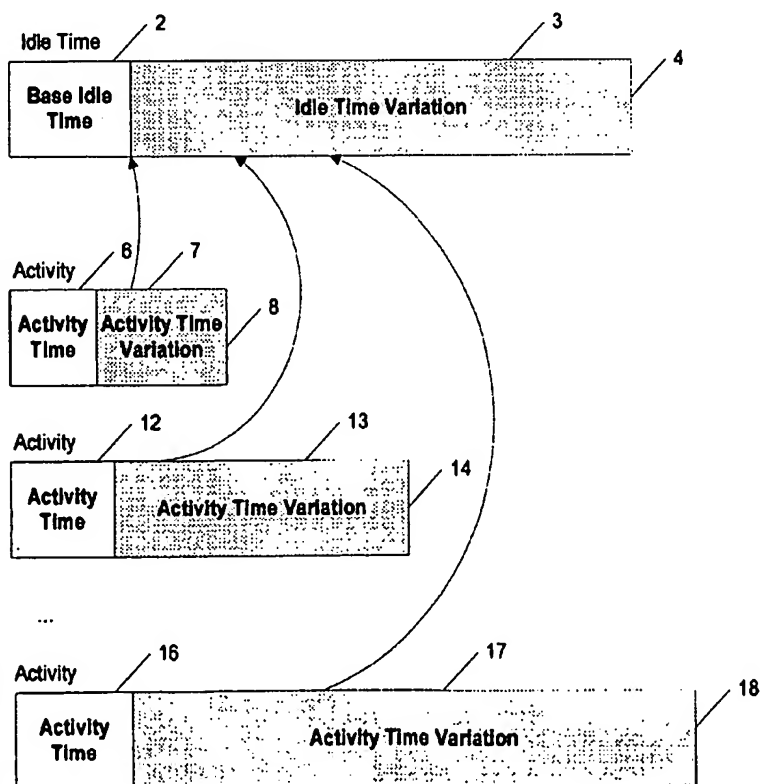 2
3
Idle Time
4
Base Idle
Time
Idle Time Variation
6
7
Activity
8
Activity
Time
Activity Time
Variation
12
13
Activity
14
Activity
Time
Activity Time Variation
...
16
17
Activity
18
Activity
Time
Activity Time Variation